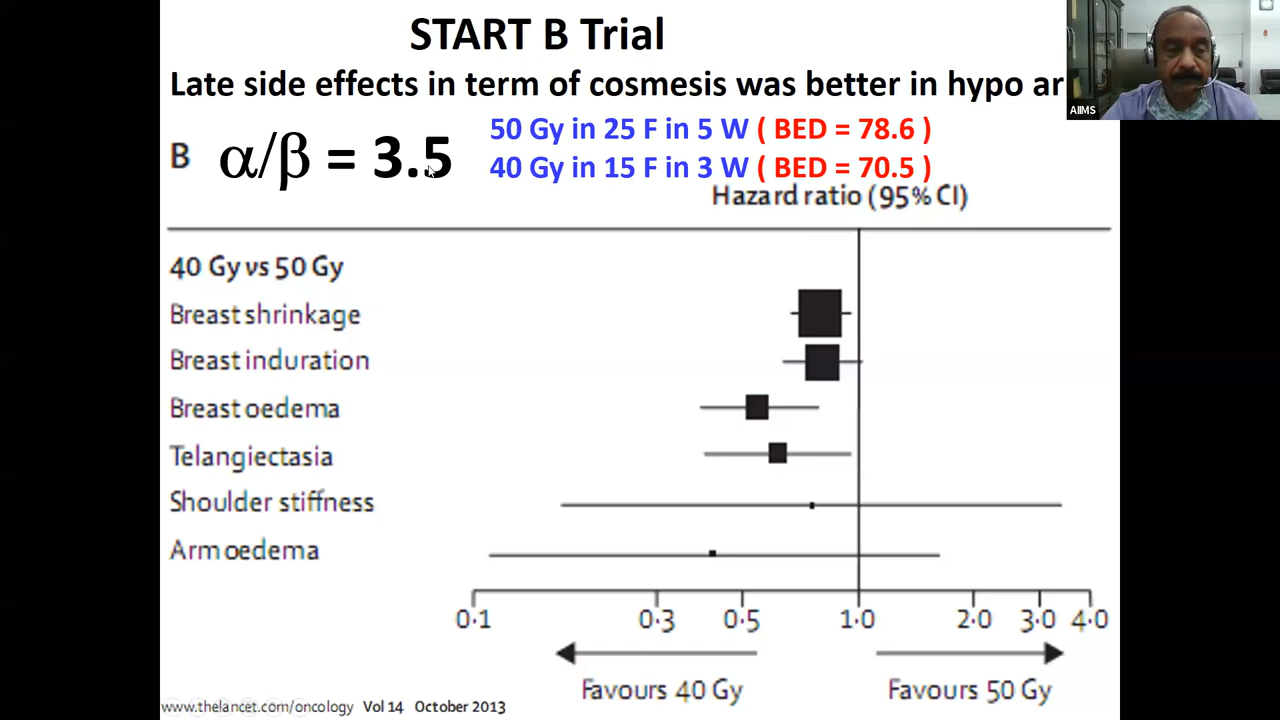 START B Trial
Late side effects in term of cosmesis was better in hypo ar
AIIMS
B α/β = 3.5
50 Gy in 25 F in 5 W ( BED = 78.6 )
40 Gy in 15 F in 3 W ( BED = 70.5 )
Hazard ratio (95% CI)
40 Gy vs 50 Gy
Breast shrinkage
Breast induration
Breast oedema
Telangiectasia
Shoulder stiffness
Arm oedema
0·1 0·3 0·5 1·0 2·0 3·0 4·0
Favours 40 Gy Favours 50 Gy
www.thelancet.com/oncology Vol 14 October 2013